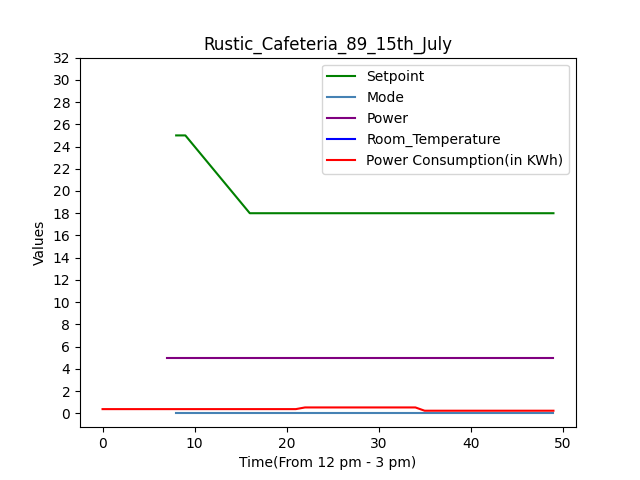 Rustic_Cafeteria_89_15th_July
32
30
28
26
24
22
20
18
16
14
12
10
8
6
4
2
0
Values
Setpoint
Mode
Power
Room_Temperature
Power Consumption(in KWh)
0 10 20 30 40 50
Time(From 12 pm - 3 pm)